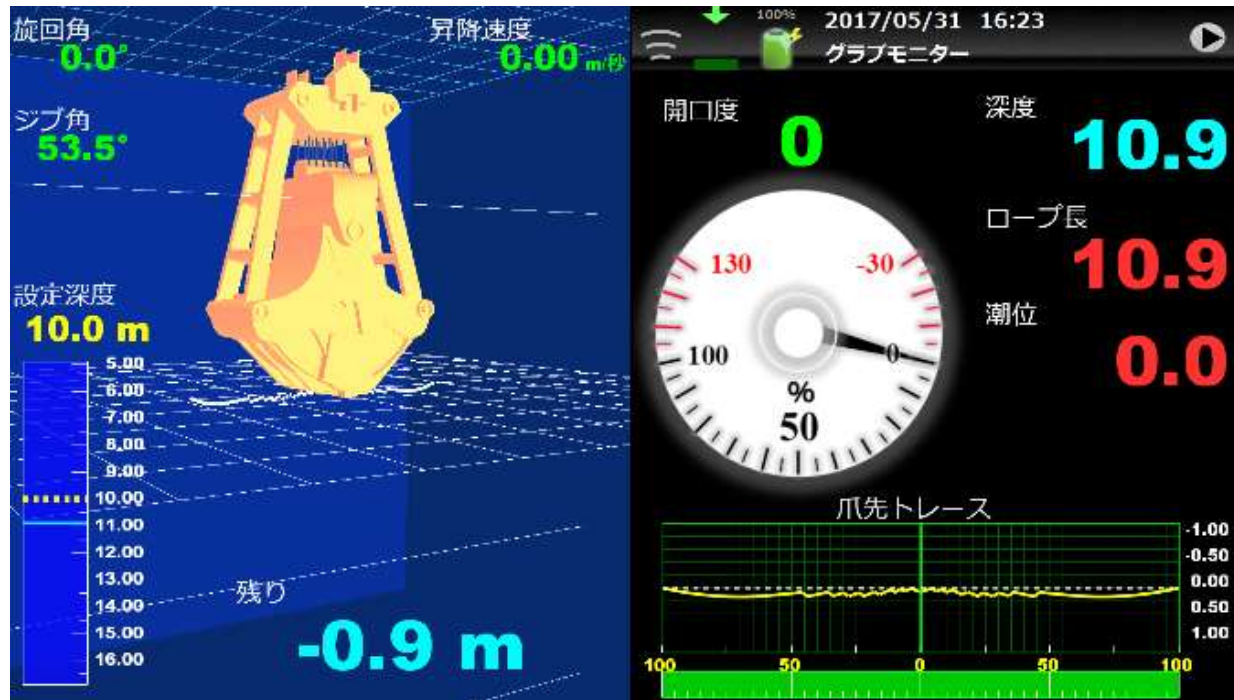 旋回角
0.0°
昇降速度
0.00 m/秒
ジブ角
53.5°
設定深度
10.0 m
5.00
6.00
7.00
8.00
9.00
10.00
11.00
12.00
13.00
14.00
15.00
16.00
残り
-0.9 m
100%
2017/05/31 16:23
グラブモニター
開口度
0
深度
10.9
ロープ長
10.9
潮位
0.0
130
-30
100
0
%
50
爪先トレース
-1.00
-0.50
0.00
0.50
1.00
100 50 0 50 100